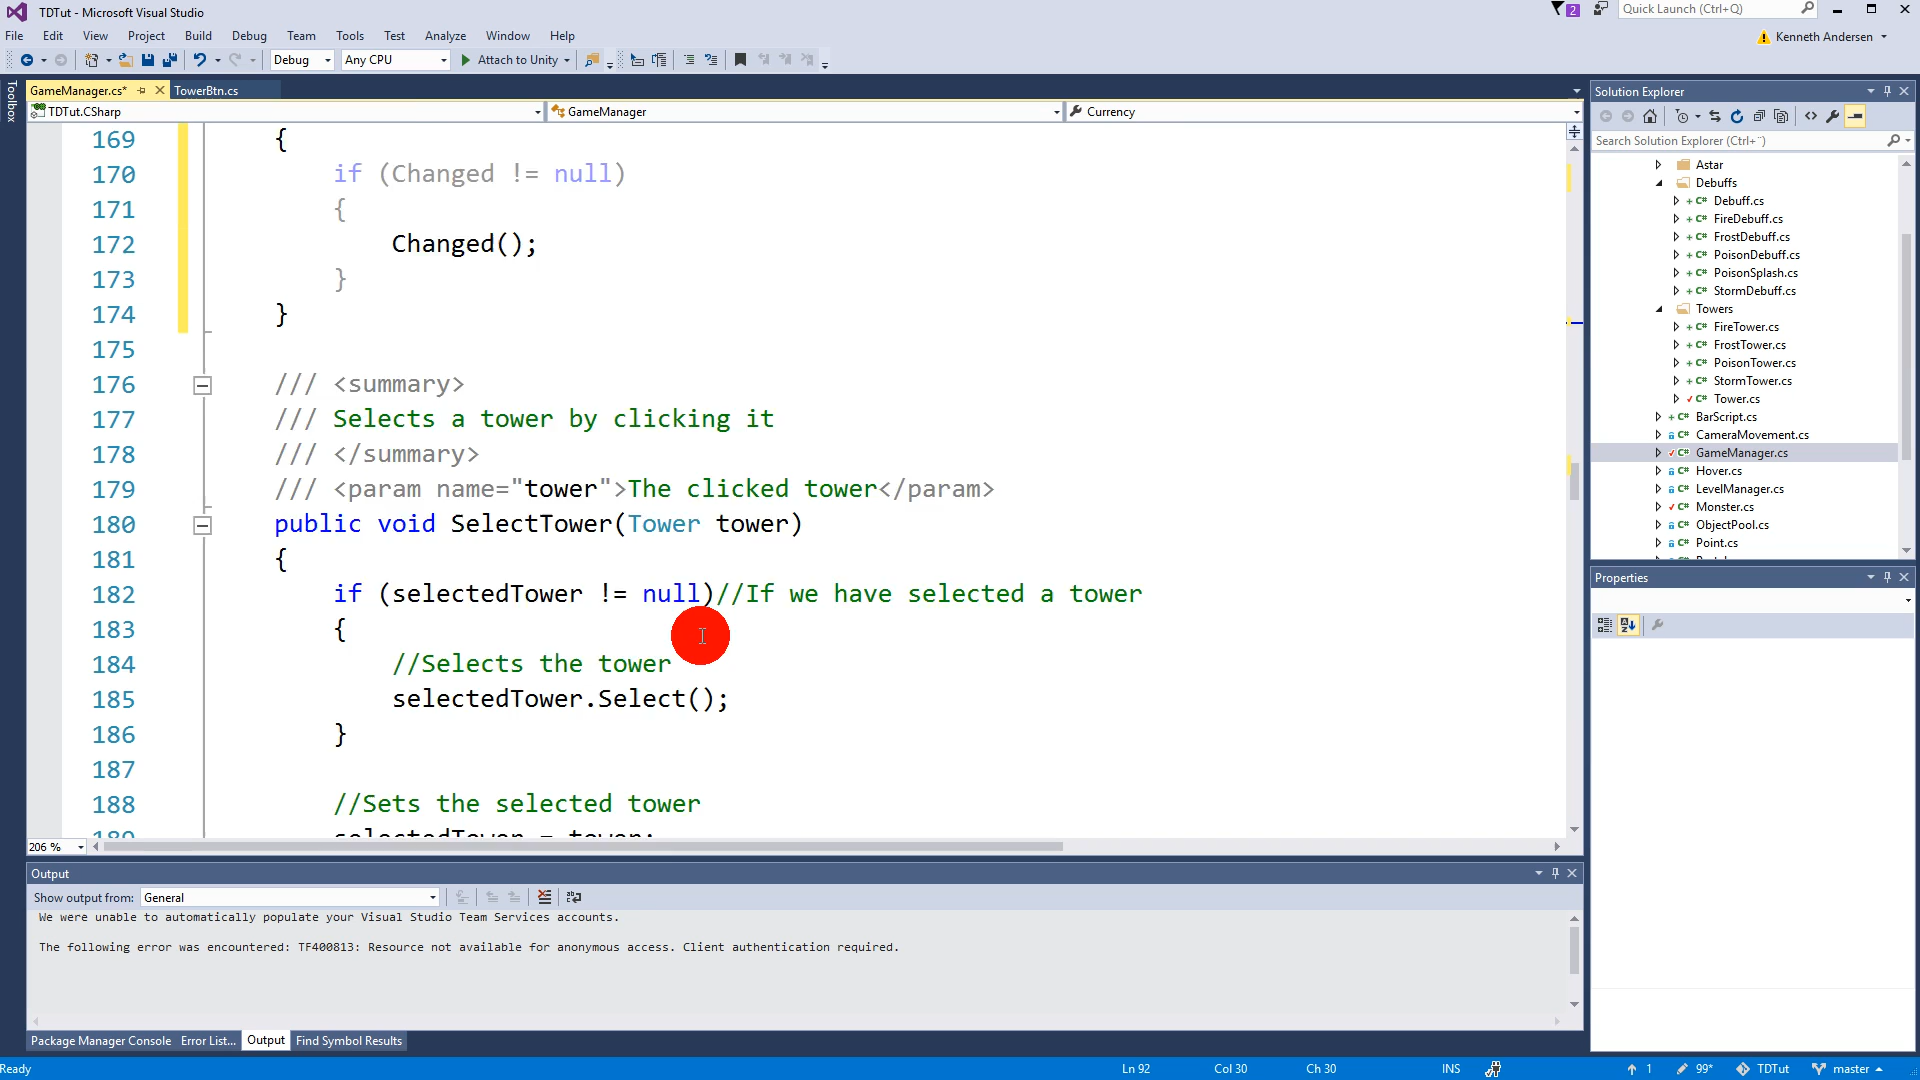 TDTut - Microsoft Visual Studio
2
Quick Launch (Ctrl+Q)
File Edit View Project Build Debug Team Tools Test Analyze Window Help
Kenneth Andersen
Debug Any CPU Attach to Unity
Toolbox
GameManager.cs* TowerBtn.cs
TDTut.CSharp GameManager Currency
169 {
170 if (Changed != null)
171 {
172 Changed();
173 }
174 }
175
176 /// <summary>
177 /// Selects a tower by clicking it
178 /// </summary>
179 /// <param name="tower">The clicked tower</param>
180 public void SelectTower(Tower tower)
181 {
182 if (selectedTower != null)//If we have selected a tower
183 {
184 //Selects the tower
185 selectedTower.Select();
186 }
187
188 //Sets the selected tower
189 selectedTower = tower;
206 %
Solution Explorer
Search Solution Explorer (Ctrl+¨)
Astar
Debuffs
C# Debuff.cs
C# FireDebuff.cs
C# FrostDebuff.cs
C# PoisonDebuff.cs
C# PoisonSplash.cs
C# StormDebuff.cs
Towers
C# FireTower.cs
C# FrostTower.cs
C# PoisonTower.cs
C# StormTower.cs
C# Tower.cs
C# BarScript.cs
C# CameraMovement.cs
C# GameManager.cs
C# Hover.cs
C# LevelManager.cs
C# Monster.cs
C# ObjectPool.cs
C# Point.cs
Properties
Output
Show output from: General
We were unable to automatically populate your Visual Studio Team Services accounts.
The following error was encountered: TF400813: Resource not available for anonymous access. Client authentication required.
Package Manager Console Error List... Output Find Symbol Results
Ready Ln 92 Col 30 Ch 30 INS 1 99* TDTut master